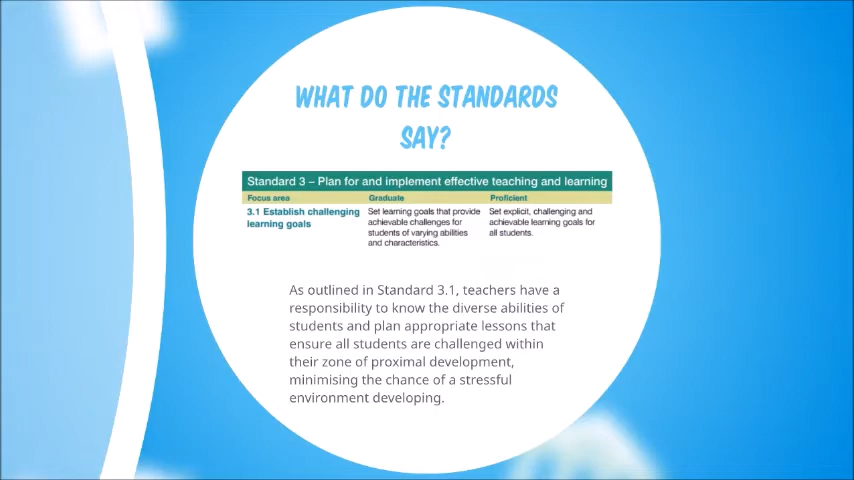 WHAT DO THE STANDARDS
SAY?
Standard 3 – Plan for and implement effective teaching and learning
Focus area Graduate Proficient
3.1 Establish challenging Set learning goals that provide Set explicit, challenging and
learning goals achievable challenges for achievable learning goals for
students of varying abilities all students.
and characteristics.
As outlined in Standard 3.1, teachers have a
responsibility to know the diverse abilities of
students and plan appropriate lessons that
ensure all students are challenged within
their zone of proximal development,
minimising the chance of a stressful
environment developing.